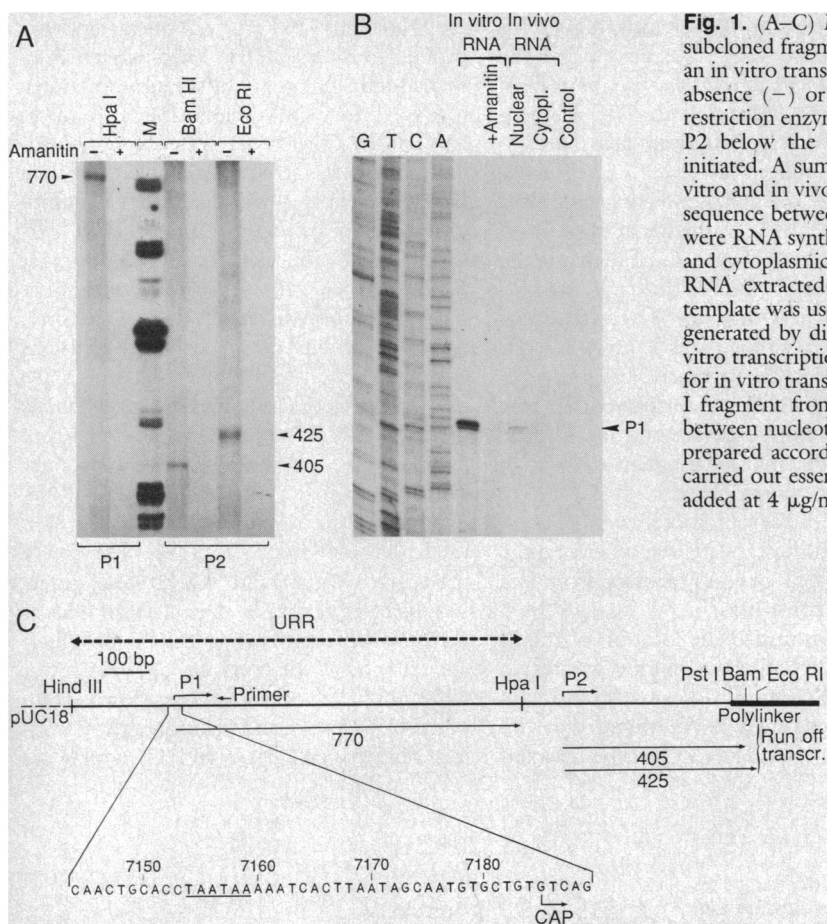 A
Hpa I
M
Bam HI
Eco RI
Amanitin
– + – + – +
770
425
405
P1
P2
B
In vitro In vivo
RNA RNA
+Amanitin
Nuclear
Cytopl.
Control
G T C A
P1
Fig. 1. (A–C)
subcloned fragn
an in vitro trans
absence (−) or
restriction enzyn
P2 below the
initiated. A sum
vitro and in vivo
sequence between
were RNA synth
and cytoplasmic
RNA extracted
template was us
generated by di
vitro transcription
for in vitro trans
I fragment from
between nucleot
prepared accord
carried out essen
added at 4 μg/n
C
URR
100 bp
Hind III
P1
Primer
Hpa I
P2
Pst I Bam Eco RI
pUC18
Polylinker
770
Run off
transcr.
405
425
7150 7160 7170 7180
CAACTGCACCTAATAAAAATCACTTAATAGCAATGTGCTGTGTCAG
CAP